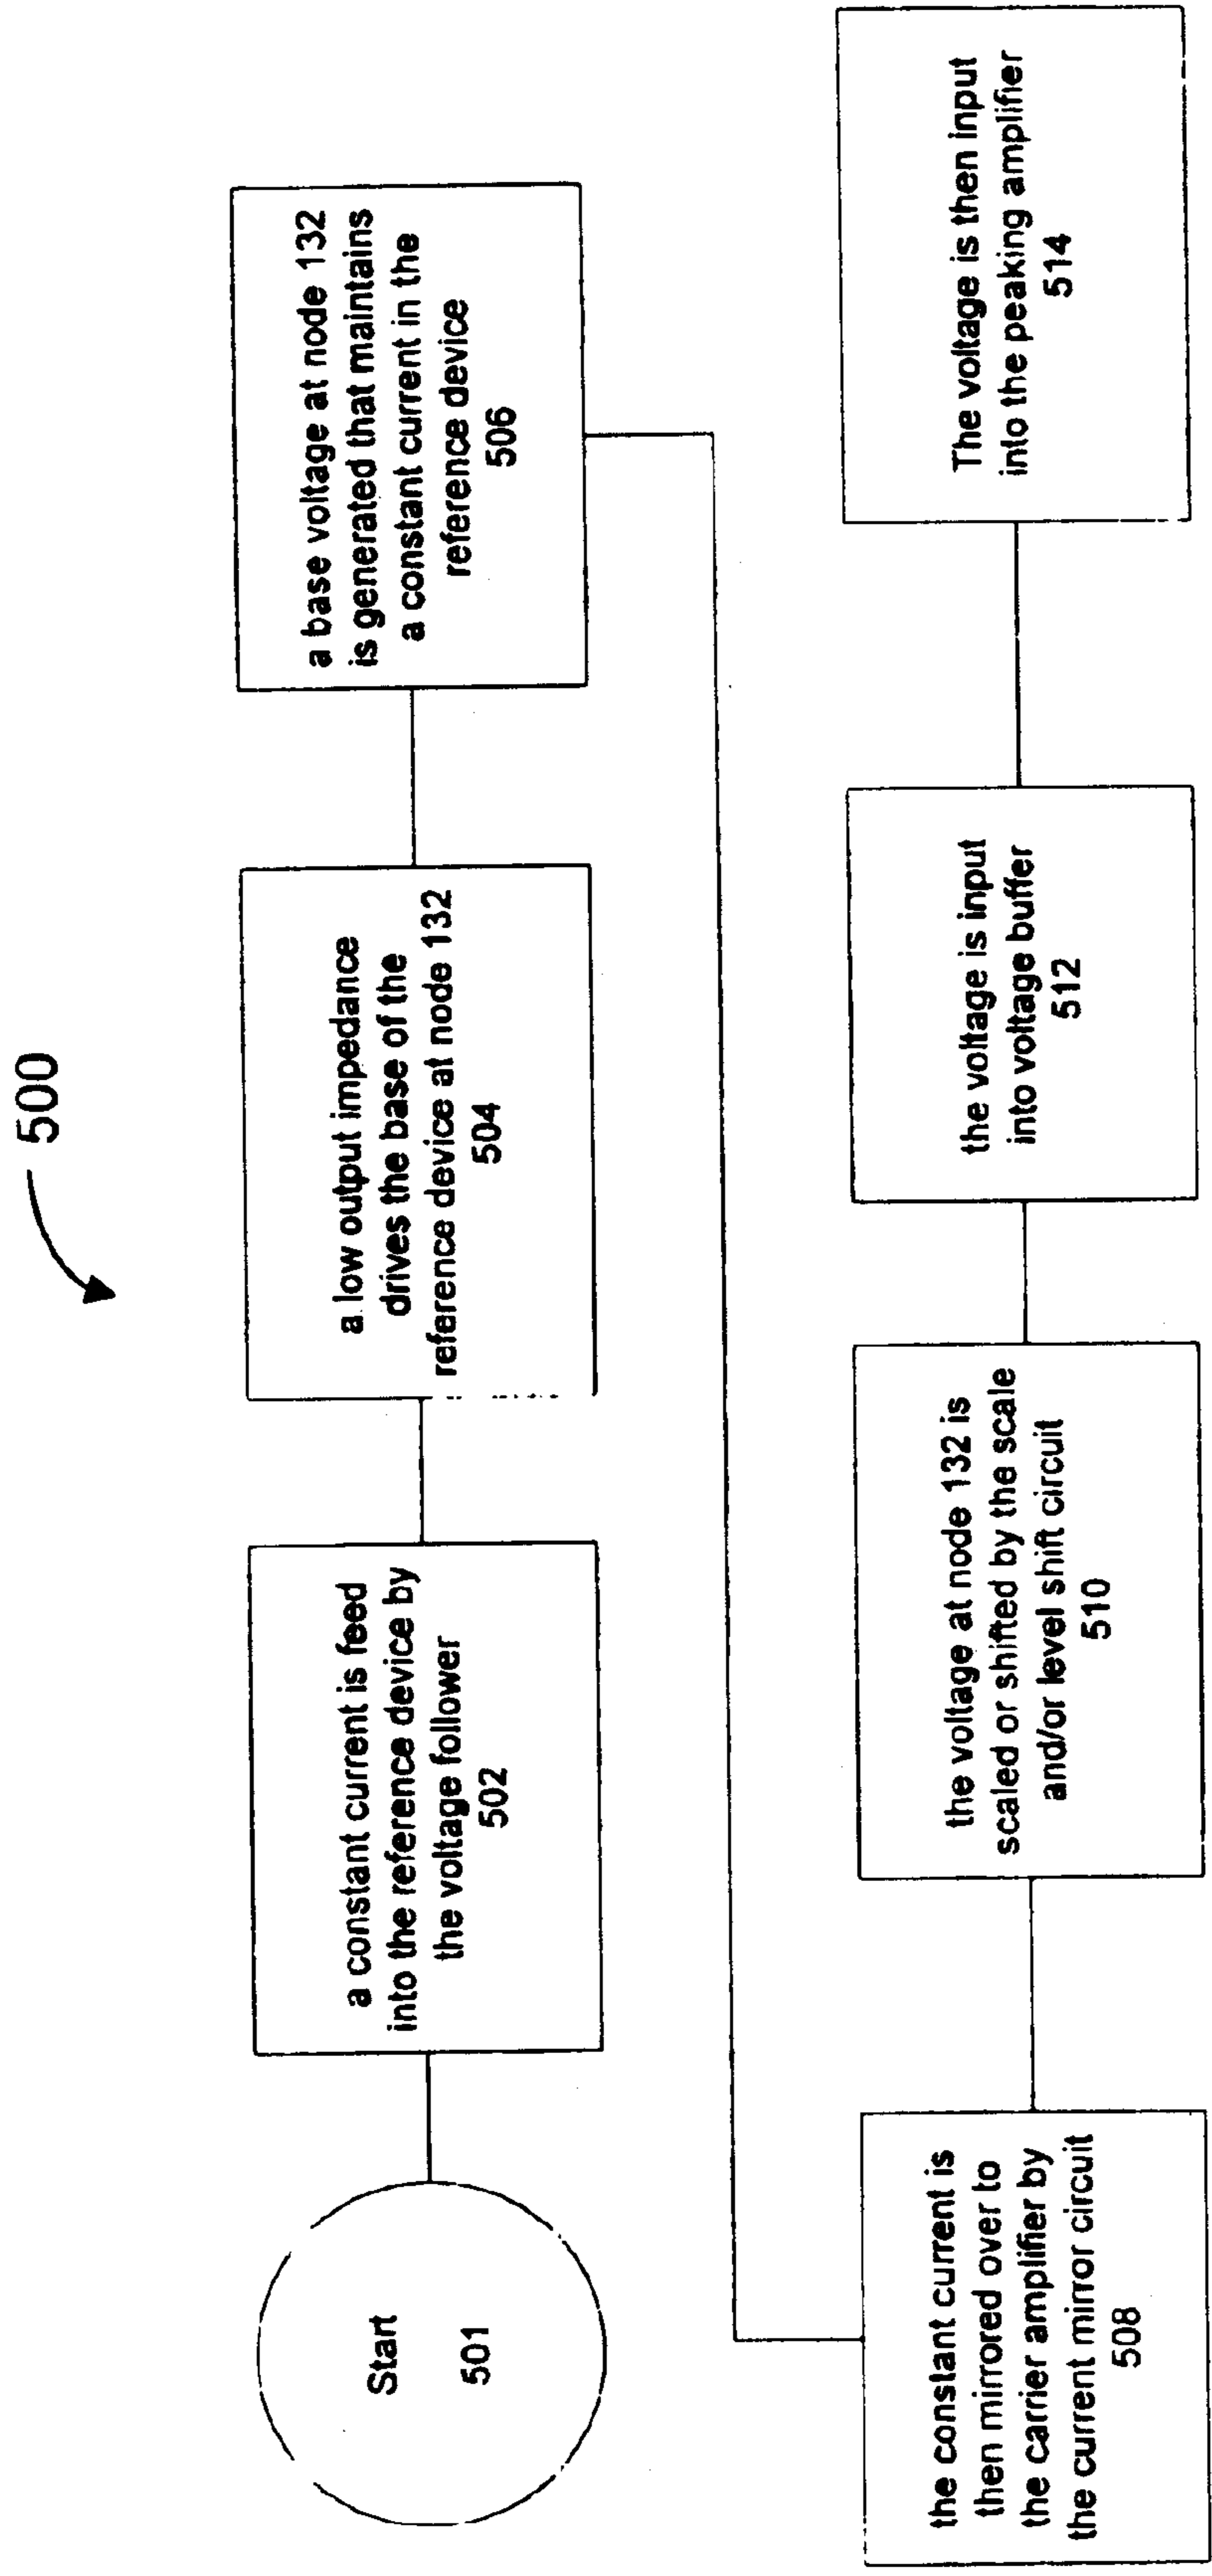 500
Start
501
a constant current is feed
into the reference device by
the voltage follower
502
a low output impedance
drives the base of the
reference device at node 132
504
a base voltage at node 132
is generated that maintains
a constant current in the
reference device
506
the constant current is
then mirrored over to
the carrier amplifier by
the current mirror circuit
508
the voltage at node 132 is
scaled or shifted by the scale
and/or level shift circuit
510
the voltage is input
into voltage buffer
512
The voltage is then input
into the peaking amplifier
514